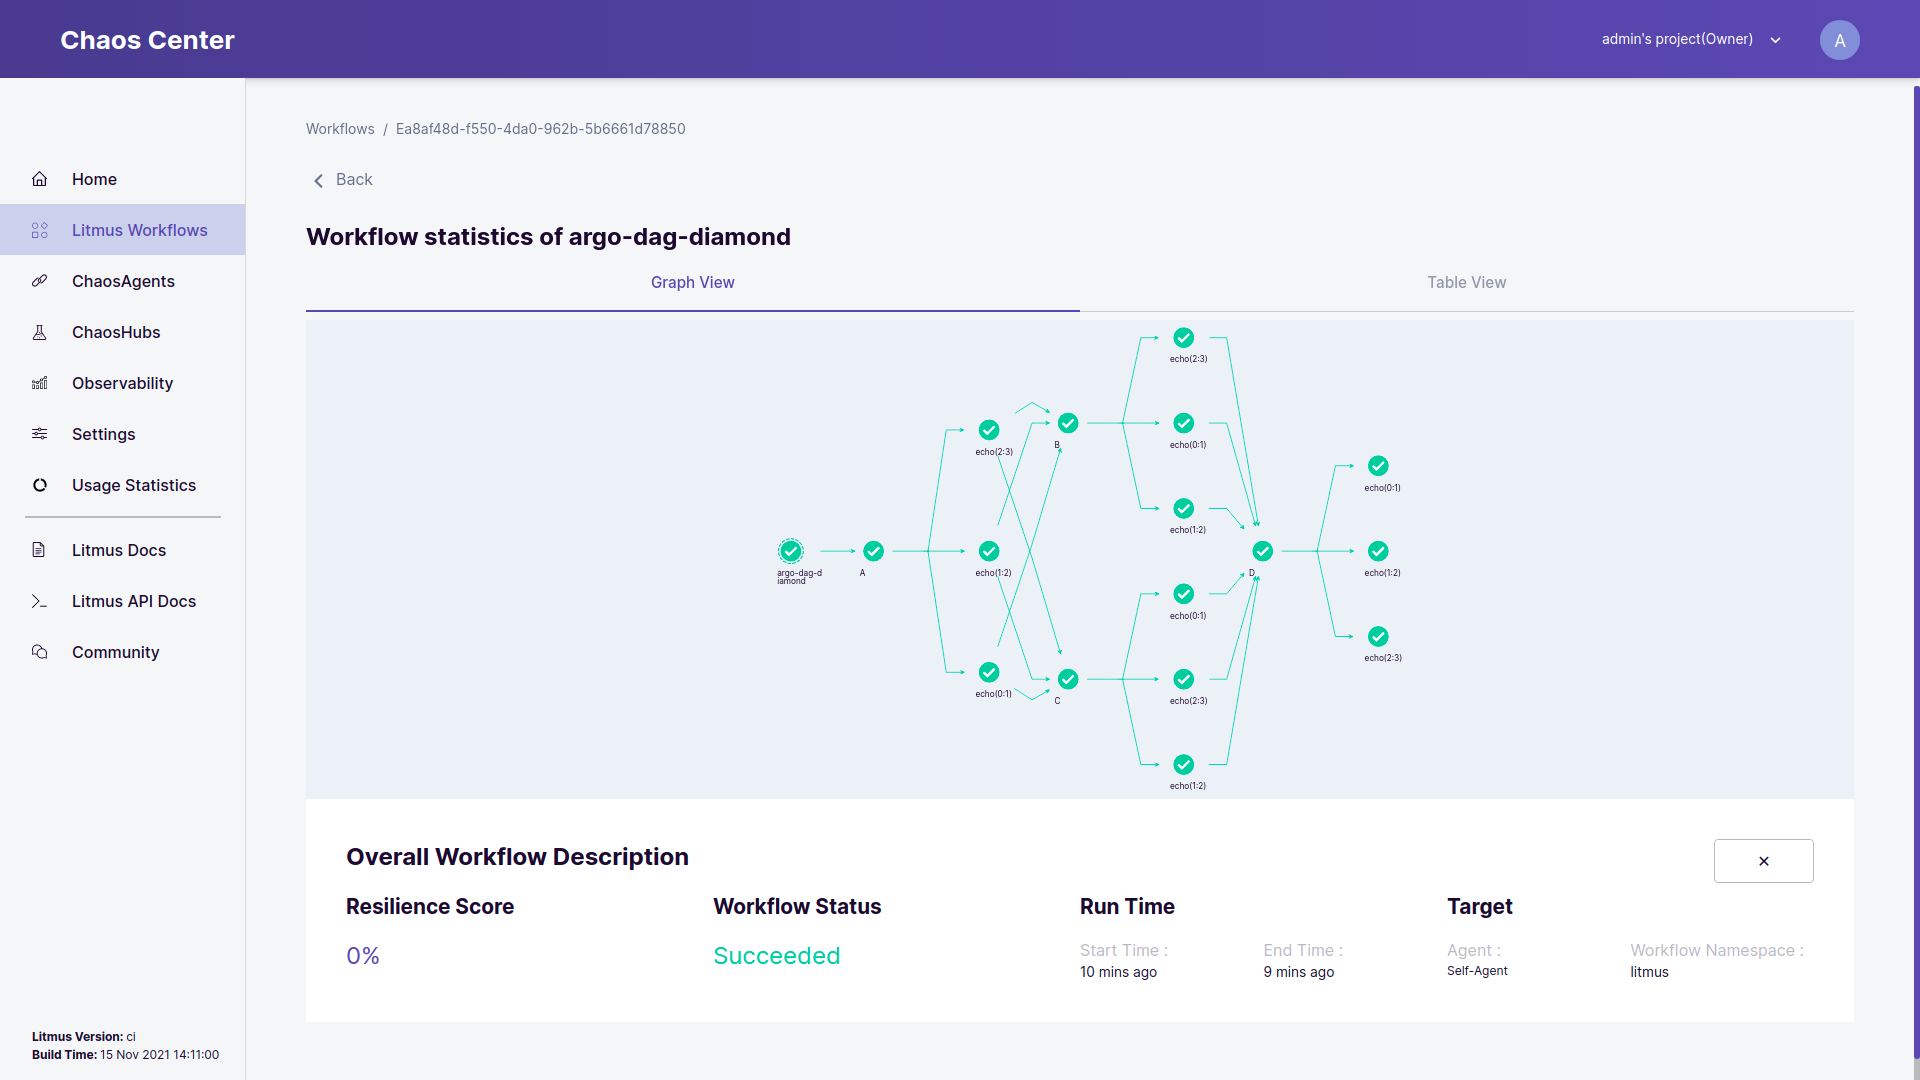 Chaos Center
admin's project(Owner)
A
Home
Litmus Workflows
ChaosAgents
ChaosHubs
Observability
Settings
Usage Statistics
Litmus Docs
Litmus API Docs
Community
Litmus Version: ci
Build Time: 15 Nov 2021 14:11:00
Workflows / Ea8af48d-f550-4da0-962b-5b6661d78850
Back
Workflow statistics of argo-dag-diamond
Graph View
Table View
argo-dag-d
iamond
A
echo(2:3)
echo(1:2)
echo(0:1)
B
C
echo(2:3)
echo(0:1)
echo(1:2)
echo(0:1)
echo(2:3)
echo(1:2)
D
echo(0:1)
echo(1:2)
echo(2:3)
Overall Workflow Description
Resilience Score
0%
Workflow Status
Succeeded
Run Time
Start Time :
10 mins ago
End Time :
9 mins ago
Target
Agent :
Self-Agent
Workflow Namespace :
litmus